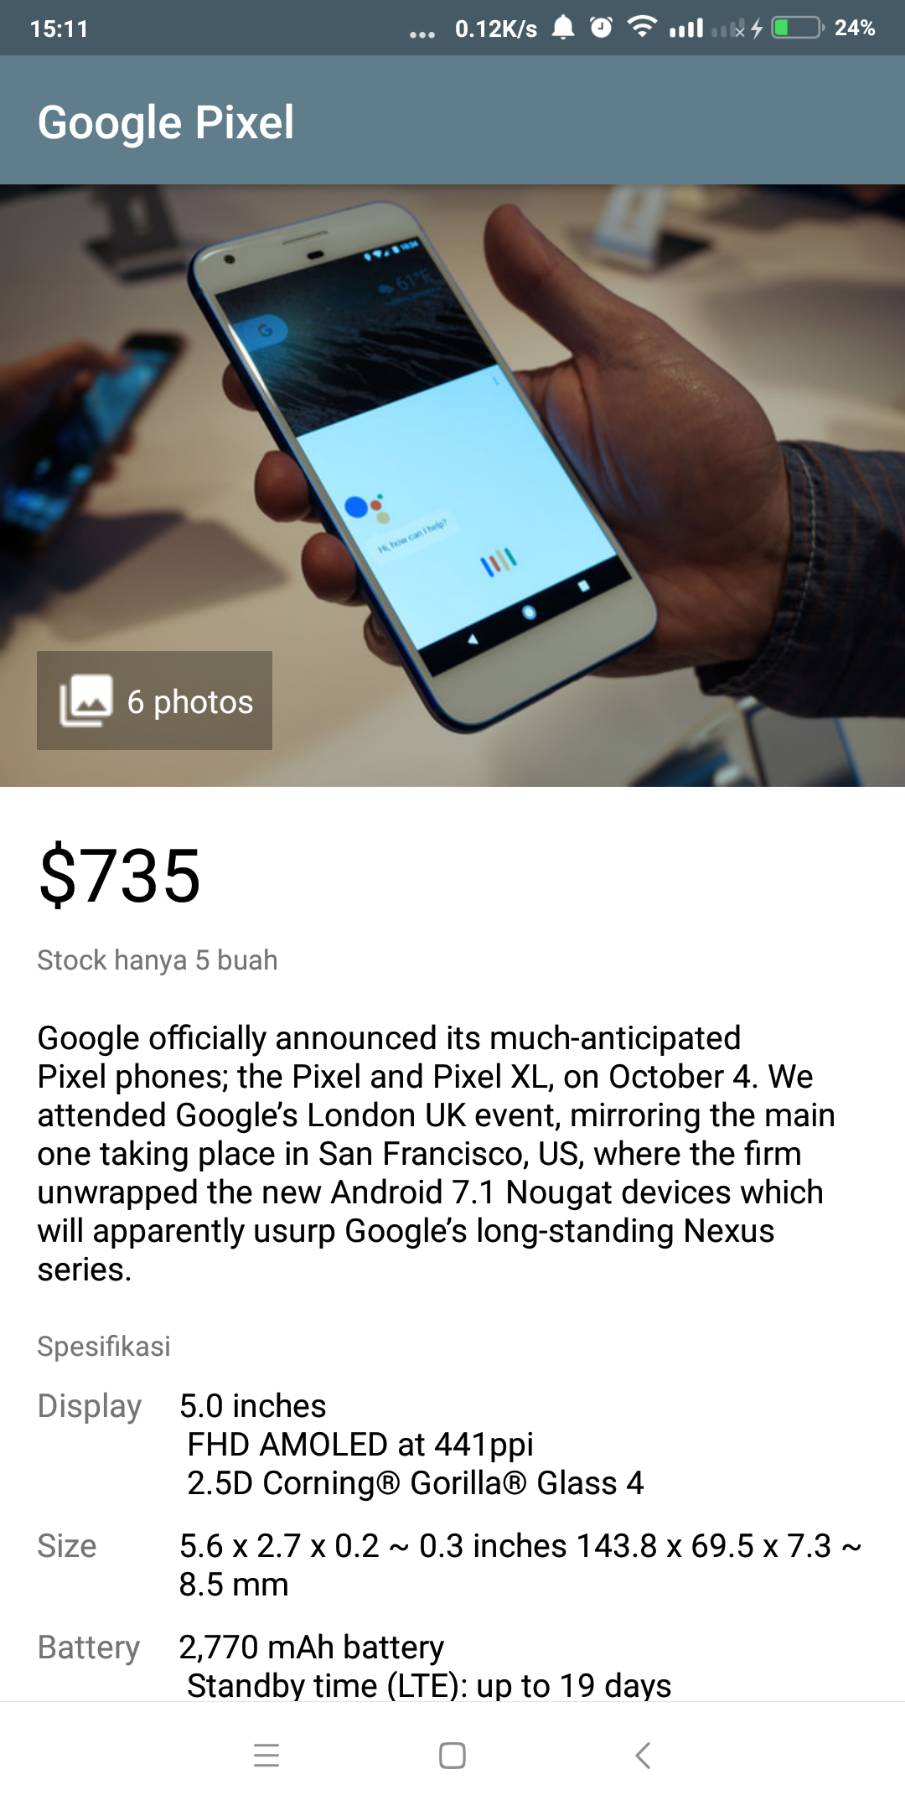 15:11 ... 0.12K/s 24%
Google Pixel
61°F
G
Hi, how can I help?
6 photos
$735
Stock hanya 5 buah
Google officially announced its much-anticipated
Pixel phones; the Pixel and Pixel XL, on October 4. We
attended Google’s London UK event, mirroring the main
one taking place in San Francisco, US, where the firm
unwrapped the new Android 7.1 Nougat devices which
will apparently usurp Google’s long-standing Nexus
series.
Spesifikasi
Display 5.0 inches
FHD AMOLED at 441ppi
2.5D Corning® Gorilla® Glass 4
Size 5.6 x 2.7 x 0.2 ~ 0.3 inches 143.8 x 69.5 x 7.3 ~
8.5 mm
Battery 2,770 mAh battery
Standby time (LTE): up to 19 days